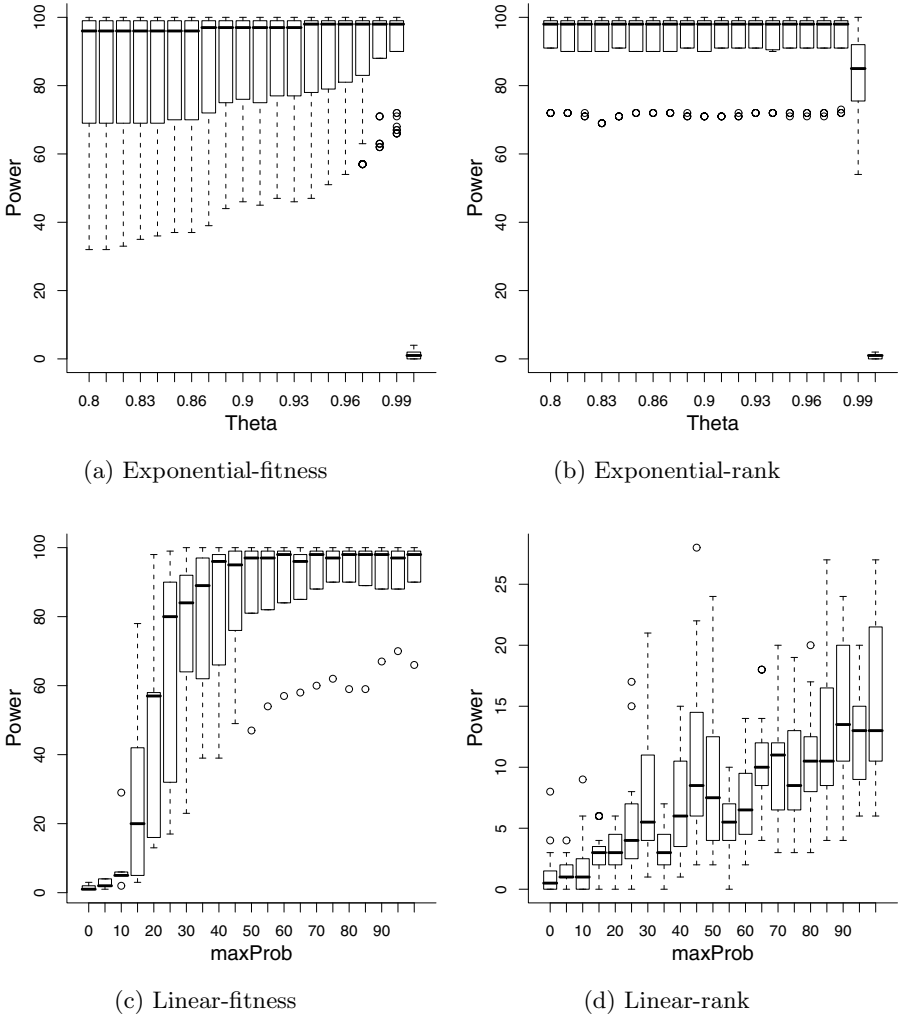 Power
0 20 40 60 80 100
0.8 0.83 0.86 0.9 0.93 0.96 0.99
Theta
(a) Exponential-fitness
Power
0 20 40 60 80 100
0.8 0.83 0.86 0.9 0.93 0.96 0.99
Theta
(b) Exponential-rank
Power
0 20 40 60 80 100
0 10 20 30 40 50 60 70 80 90
maxProb
(c) Linear-fitness
Power
0 5 10 15 20 25
0 10 20 30 40 50 60 70 80 90
maxProb
(d) Linear-rank